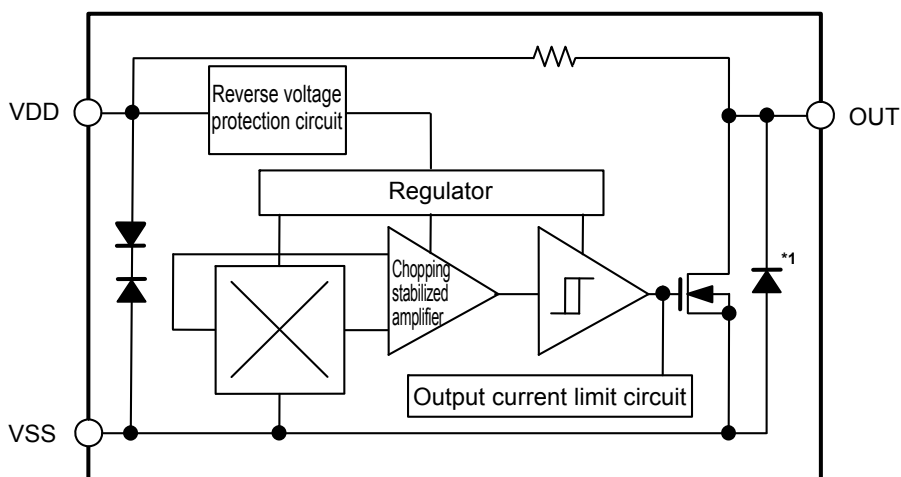 Reverse voltage
protection circuit
VDD
OUT
Regulator
*1
Chopping
stabilized
amplifier
Output current limit circuit
VSS